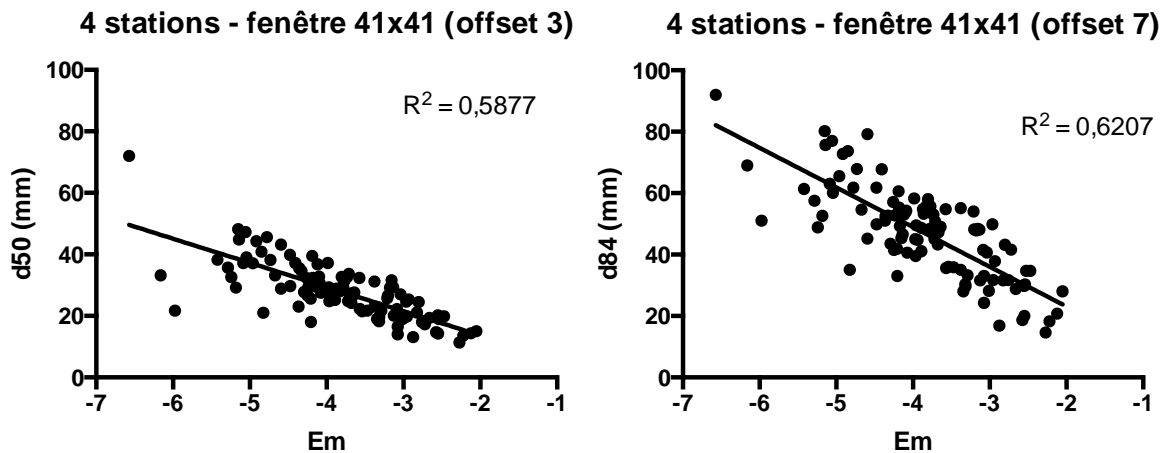 4 stations - fenêtre 41x41 (offset 3)
100
80
60
40
20
0
d50 (mm)
R² = 0,5877
-7 -6 -5 -4 -3 -2 -1
Em
4 stations - fenêtre 41x41 (offset 7)
100
80
60
40
20
0
d84 (mm)
R² = 0,6207
-7 -6 -5 -4 -3 -2 -1
Em